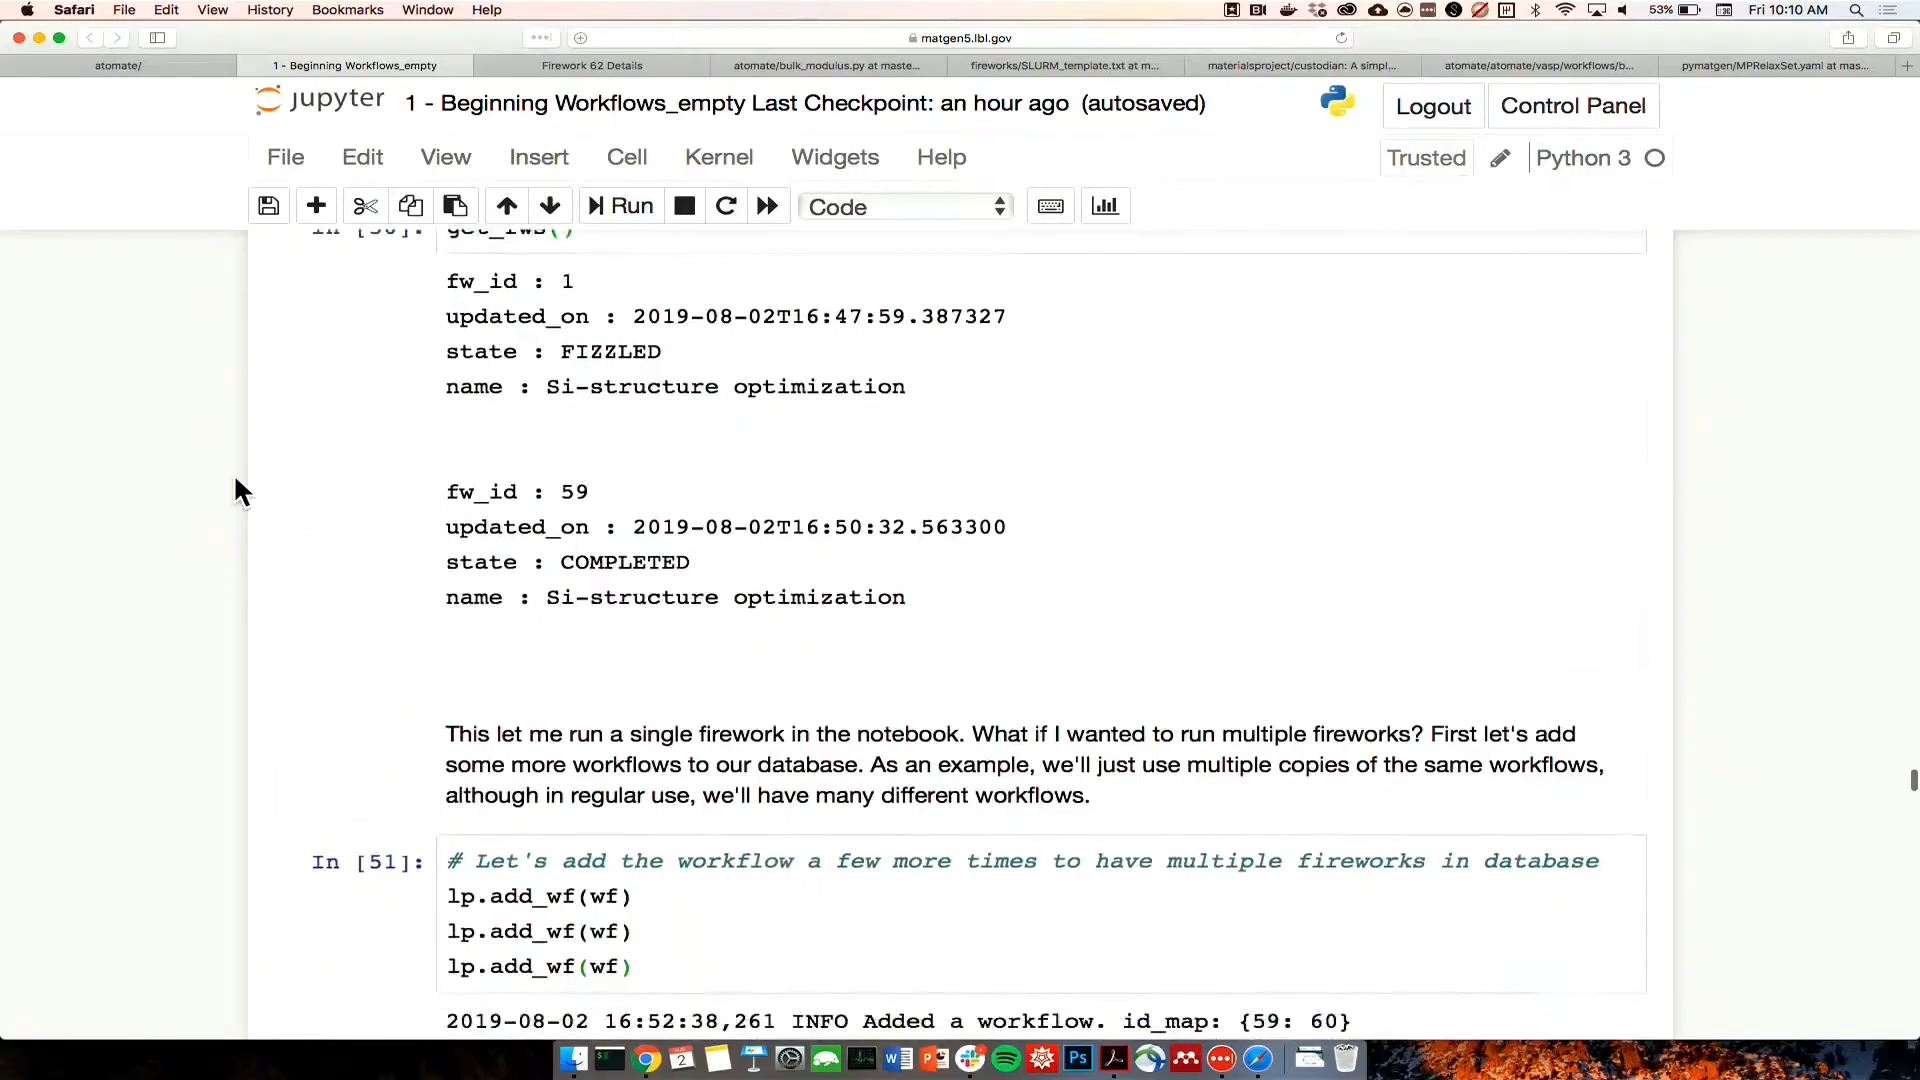 Safari File Edit View History Bookmarks Window Help 53% Fri 10:10 AM
matgen5.lbl.gov
atomate/ 1 - Beginning Workflows_empty Firework 62 Details atomate/bulk_modulus.py at maste... fireworks/SLURM_template.txt at m... materialsproject/custodian: A simpl... atomate/atomate/vasp/workflows/b... pymatgen/MPRelaxSet.yaml at mas...
jupyter 1 - Beginning Workflows_empty Last Checkpoint: an hour ago (autosaved) Logout Control Panel
File Edit View Insert Cell Kernel Widgets Help Trusted Python 3
Run Code
In [50]: get_fws()
fw_id : 1
updated_on : 2019-08-02T16:47:59.387327
state : FIZZLED
name : Si-structure optimization
fw_id : 59
updated_on : 2019-08-02T16:50:32.563300
state : COMPLETED
name : Si-structure optimization
This let me run a single firework in the notebook. What if I wanted to run multiple fireworks? First let's add
some more workflows to our database. As an example, we'll just use multiple copies of the same workflows,
although in regular use, we'll have many different workflows.
In [51]: # Let's add the workflow a few more times to have multiple fireworks in database
lp.add_wf(wf)
lp.add_wf(wf)
lp.add_wf(wf)
2019-08-02 16:52:38,261 INFO Added a workflow. id_map: {59: 60}